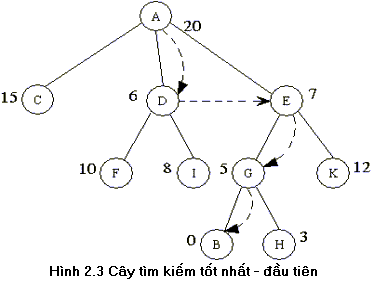 A 20
15 C 6 D E 7
10 F 8 I 5 G K 12
0 B H 3
Hình 2.3 Cây tìm kiếm tốt nhất - đầu tiên